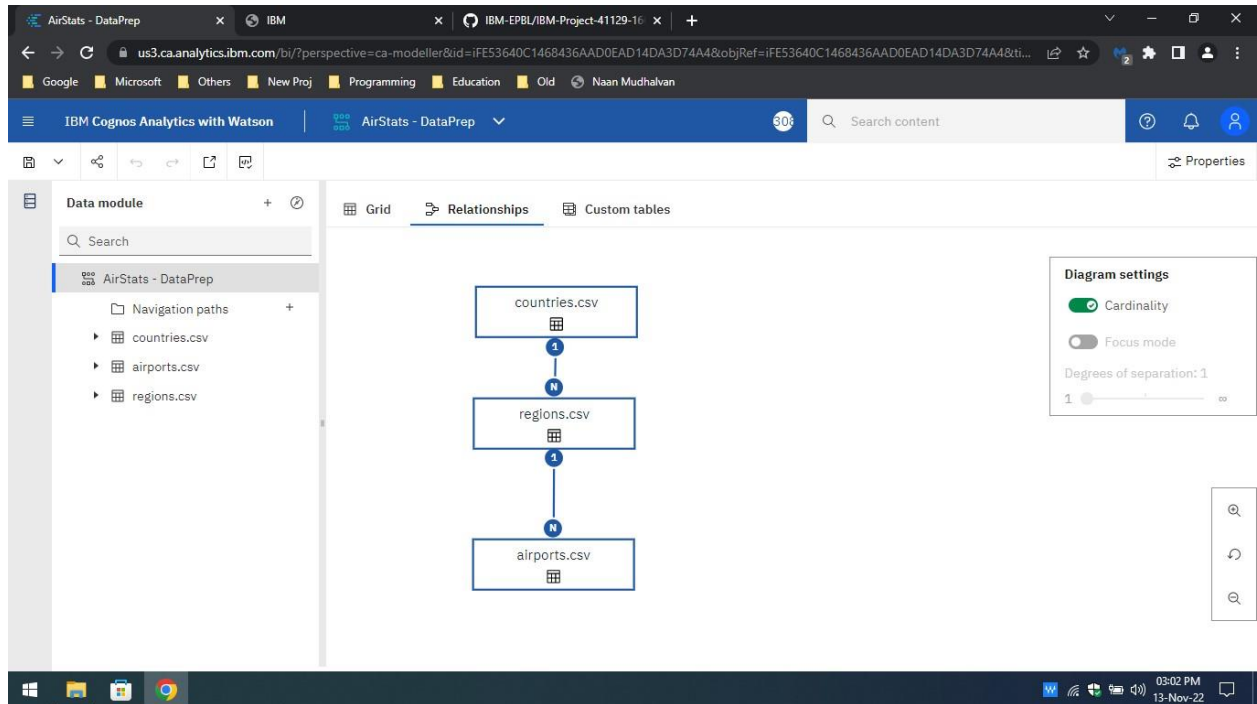 AirStats - DataPrep
IBM
IBM-EPBL/IBM-Project-41129-16
us3.ca.analytics.ibm.com/bi/?perspective=ca-modeller&id=iFE53640C1468436AAD0EAD14DA3D74A4&objRef=iFE53640C1468436AAD0EAD14DA3D74A4&ti...
2
Google Microsoft Others New Proj Programming Education Old Naan Mudhalvan
IBM Cognos Analytics with Watson
AirStats - DataPrep
Search content
Properties
Data module
Grid Relationships Custom tables
Search
AirStats - DataPrep
Navigation paths
countries.csv
airports.csv
regions.csv
countries.csv
1
N
regions.csv
1
N
airports.csv
Diagram settings
Cardinality
Focus mode
Degrees of separation: 1
1 ∞
W
03:02 PM
13-Nov-22